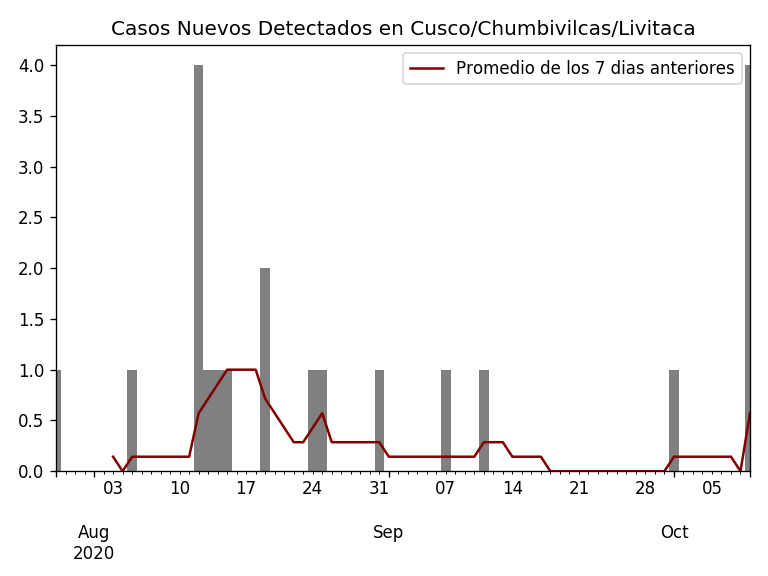 Casos Nuevos Detectados en Cusco/Chumbivilcas/Livitaca
Promedio de los 7 dias anteriores
4.0
3.5
3.0
2.5
2.0
1.5
1.0
0.5
0.0
03 10 17 24 31 07 14 21 28 05
Aug Sep Oct
2020